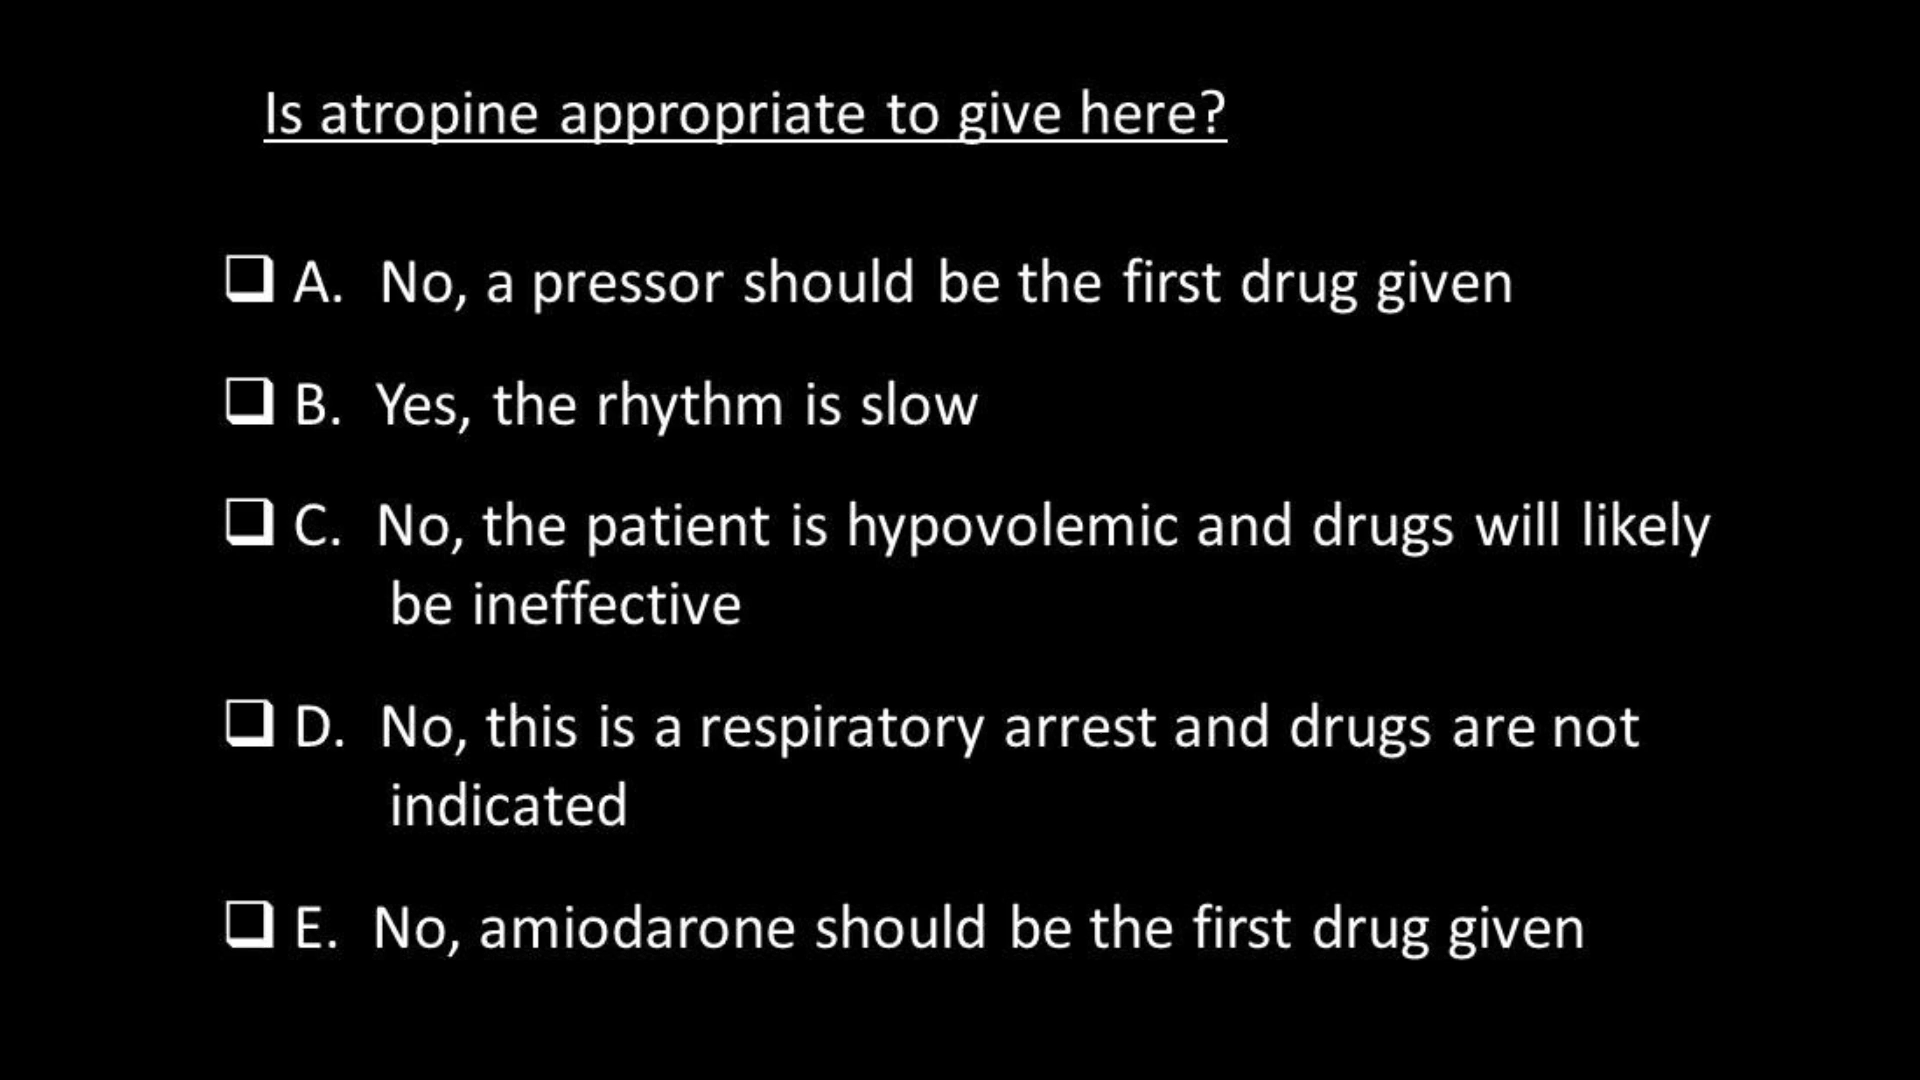 Is atropine appropriate to give here?
❑ A. No, a pressor should be the first drug given
❑ B. Yes, the rhythm is slow
❑ C. No, the patient is hypovolemic and drugs will likely
be ineffective
❑ D. No, this is a respiratory arrest and drugs are not
indicated
❑ E. No, amiodarone should be the first drug given